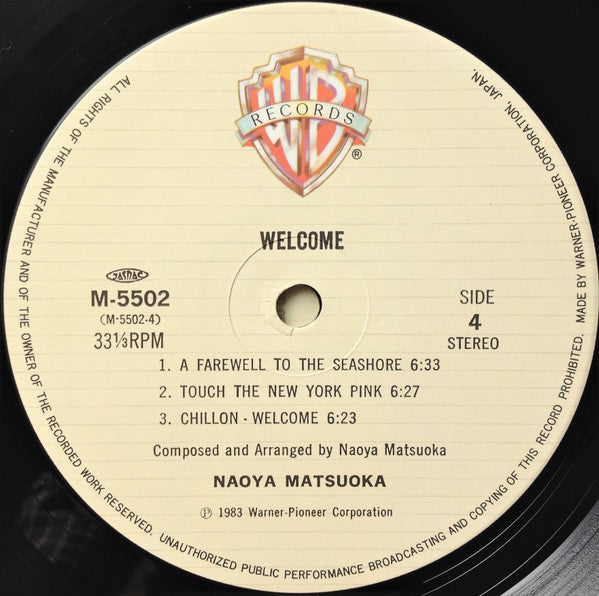 WB
RECORDS
®
WELCOME
JASRAC
M-5502
(M-5502-4)
33⅓RPM
SIDE
4
STEREO
1. A FAREWELL TO THE SEASHORE 6:33
2. TOUCH THE NEW YORK PINK 6:27
3. CHILLON - WELCOME 6:23
Composed and Arranged by Naoya Matsuoka
NAOYA MATSUOKA
Ⓟ 1983 Warner-Pioneer Corporation
ALL RIGHTS OF THE MANUFACTURER AND OF THE OWNER OF THE RECORDED WORK RESERVED. UNAUTHORIZED PUBLIC PERFORMANCE BROADCASTING AND COPYING OF THIS RECORD PROHIBITED. MADE BY WARNER-PIONEER CORPORATION, JAPAN.